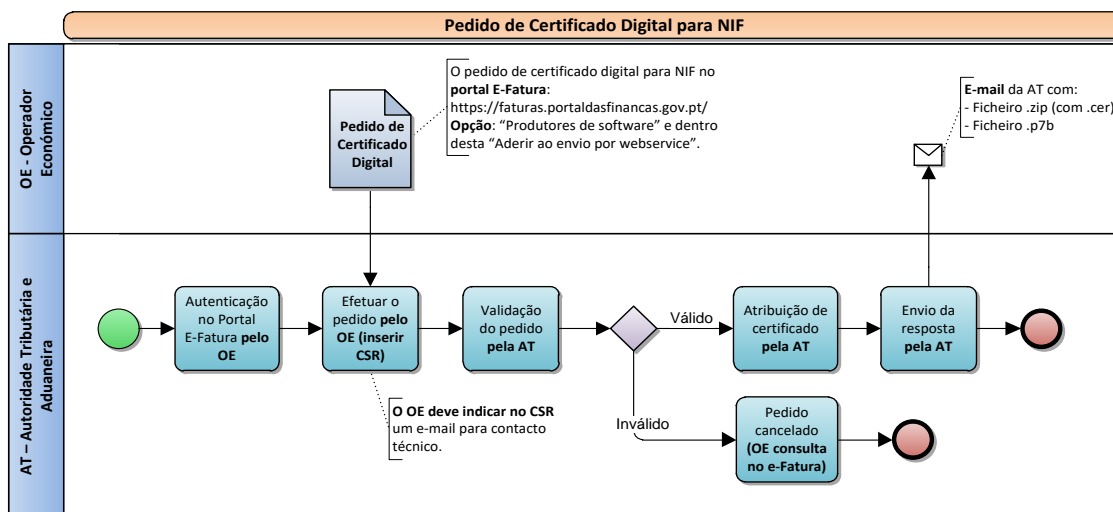 Pedido de Certificado Digital para NIF
OE - Operador
Económico
Pedido de
Certificado
Digital
O pedido de certificado digital para NIF no
portal E-Fatura:
https://faturas.portaldasfinancas.gov.pt/
Opção: “Produtores de software” e dentro
desta “Aderir ao envio por webservice”.
E-mail da AT com:
- Ficheiro .zip (com .cer)
- Ficheiro .p7b
AT – Autoridade Tributária e
Aduaneira
Autenticação
no Portal
E-Fatura pelo
OE
Efetuar o
pedido pelo
OE (inserir
CSR)
Validação
do pedido
pela AT
Válido
Atribuição de
certificado
pela AT
Envio da
resposta
pela AT
O OE deve indicar no CSR
um e-mail para contacto
técnico.
Inválido
Pedido
cancelado
(OE consulta
no e-Fatura)